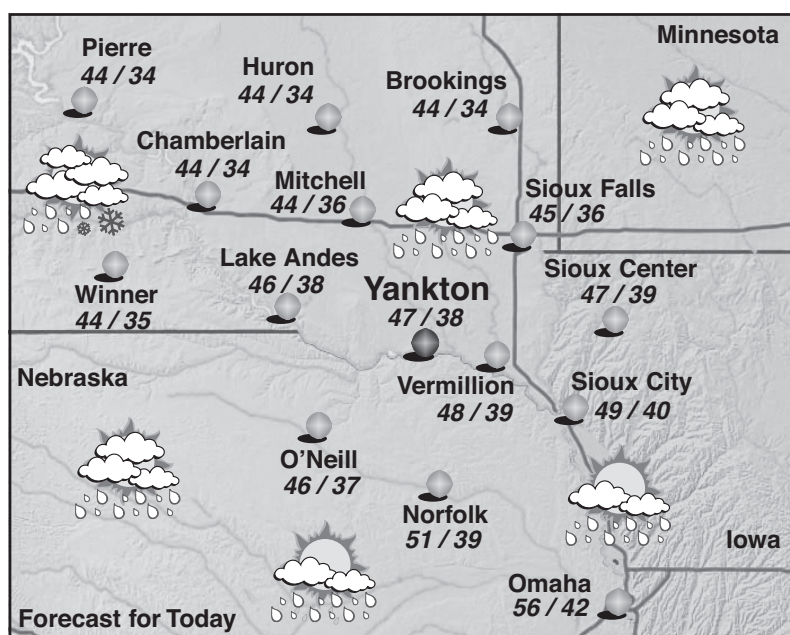 Pierre
44 / 34
Huron
44 / 34
Brookings
44 / 34
Minnesota
Chamberlain
44 / 34
Mitchell
44 / 36
Sioux Falls
45 / 36
Winner
44 / 35
Lake Andes
46 / 38
Yankton
47 / 38
Sioux Center
47 / 39
Nebraska
Vermillion
48 / 39
Sioux City
49 / 40
O'Neill
46 / 37
Norfolk
51 / 39
Iowa
Omaha
56 / 42
Forecast for Today